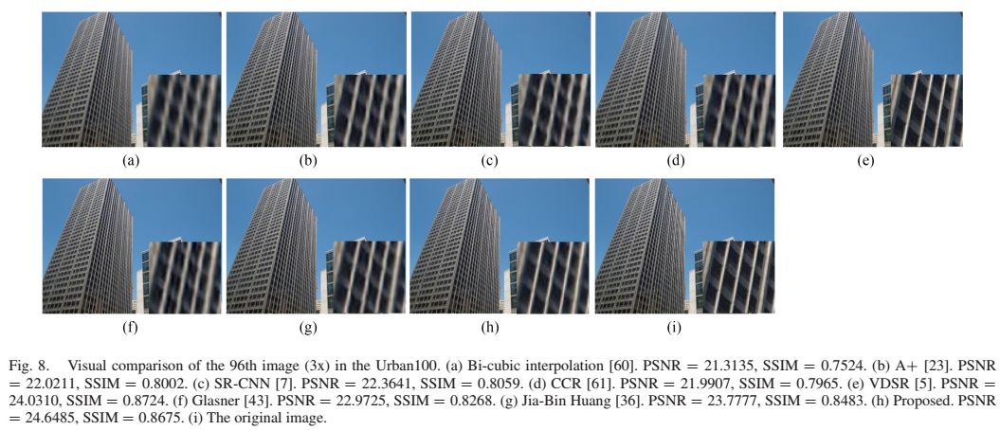 (a) (b) (c) (d) (e)
(f) (g) (h) (i)
Fig. 8. Visual comparison of the 96th image (3x) in the Urban100. (a) Bi-cubic interpolation [60]. PSNR = 21.3135, SSIM = 0.7524. (b) A+ [23]. PSNR
= 22.0211, SSIM = 0.8002. (c) SR-CNN [7]. PSNR = 22.3641, SSIM = 0.8059. (d) CCR [61]. PSNR = 21.9907, SSIM = 0.7965. (e) VDSR [5]. PSNR =
24.0310, SSIM = 0.8724. (f) Glasner [43]. PSNR = 22.9725, SSIM = 0.8268. (g) Jia-Bin Huang [36]. PSNR = 23.7777, SSIM = 0.8483. (h) Proposed. PSNR
= 24.6485, SSIM = 0.8675. (i) The original image.